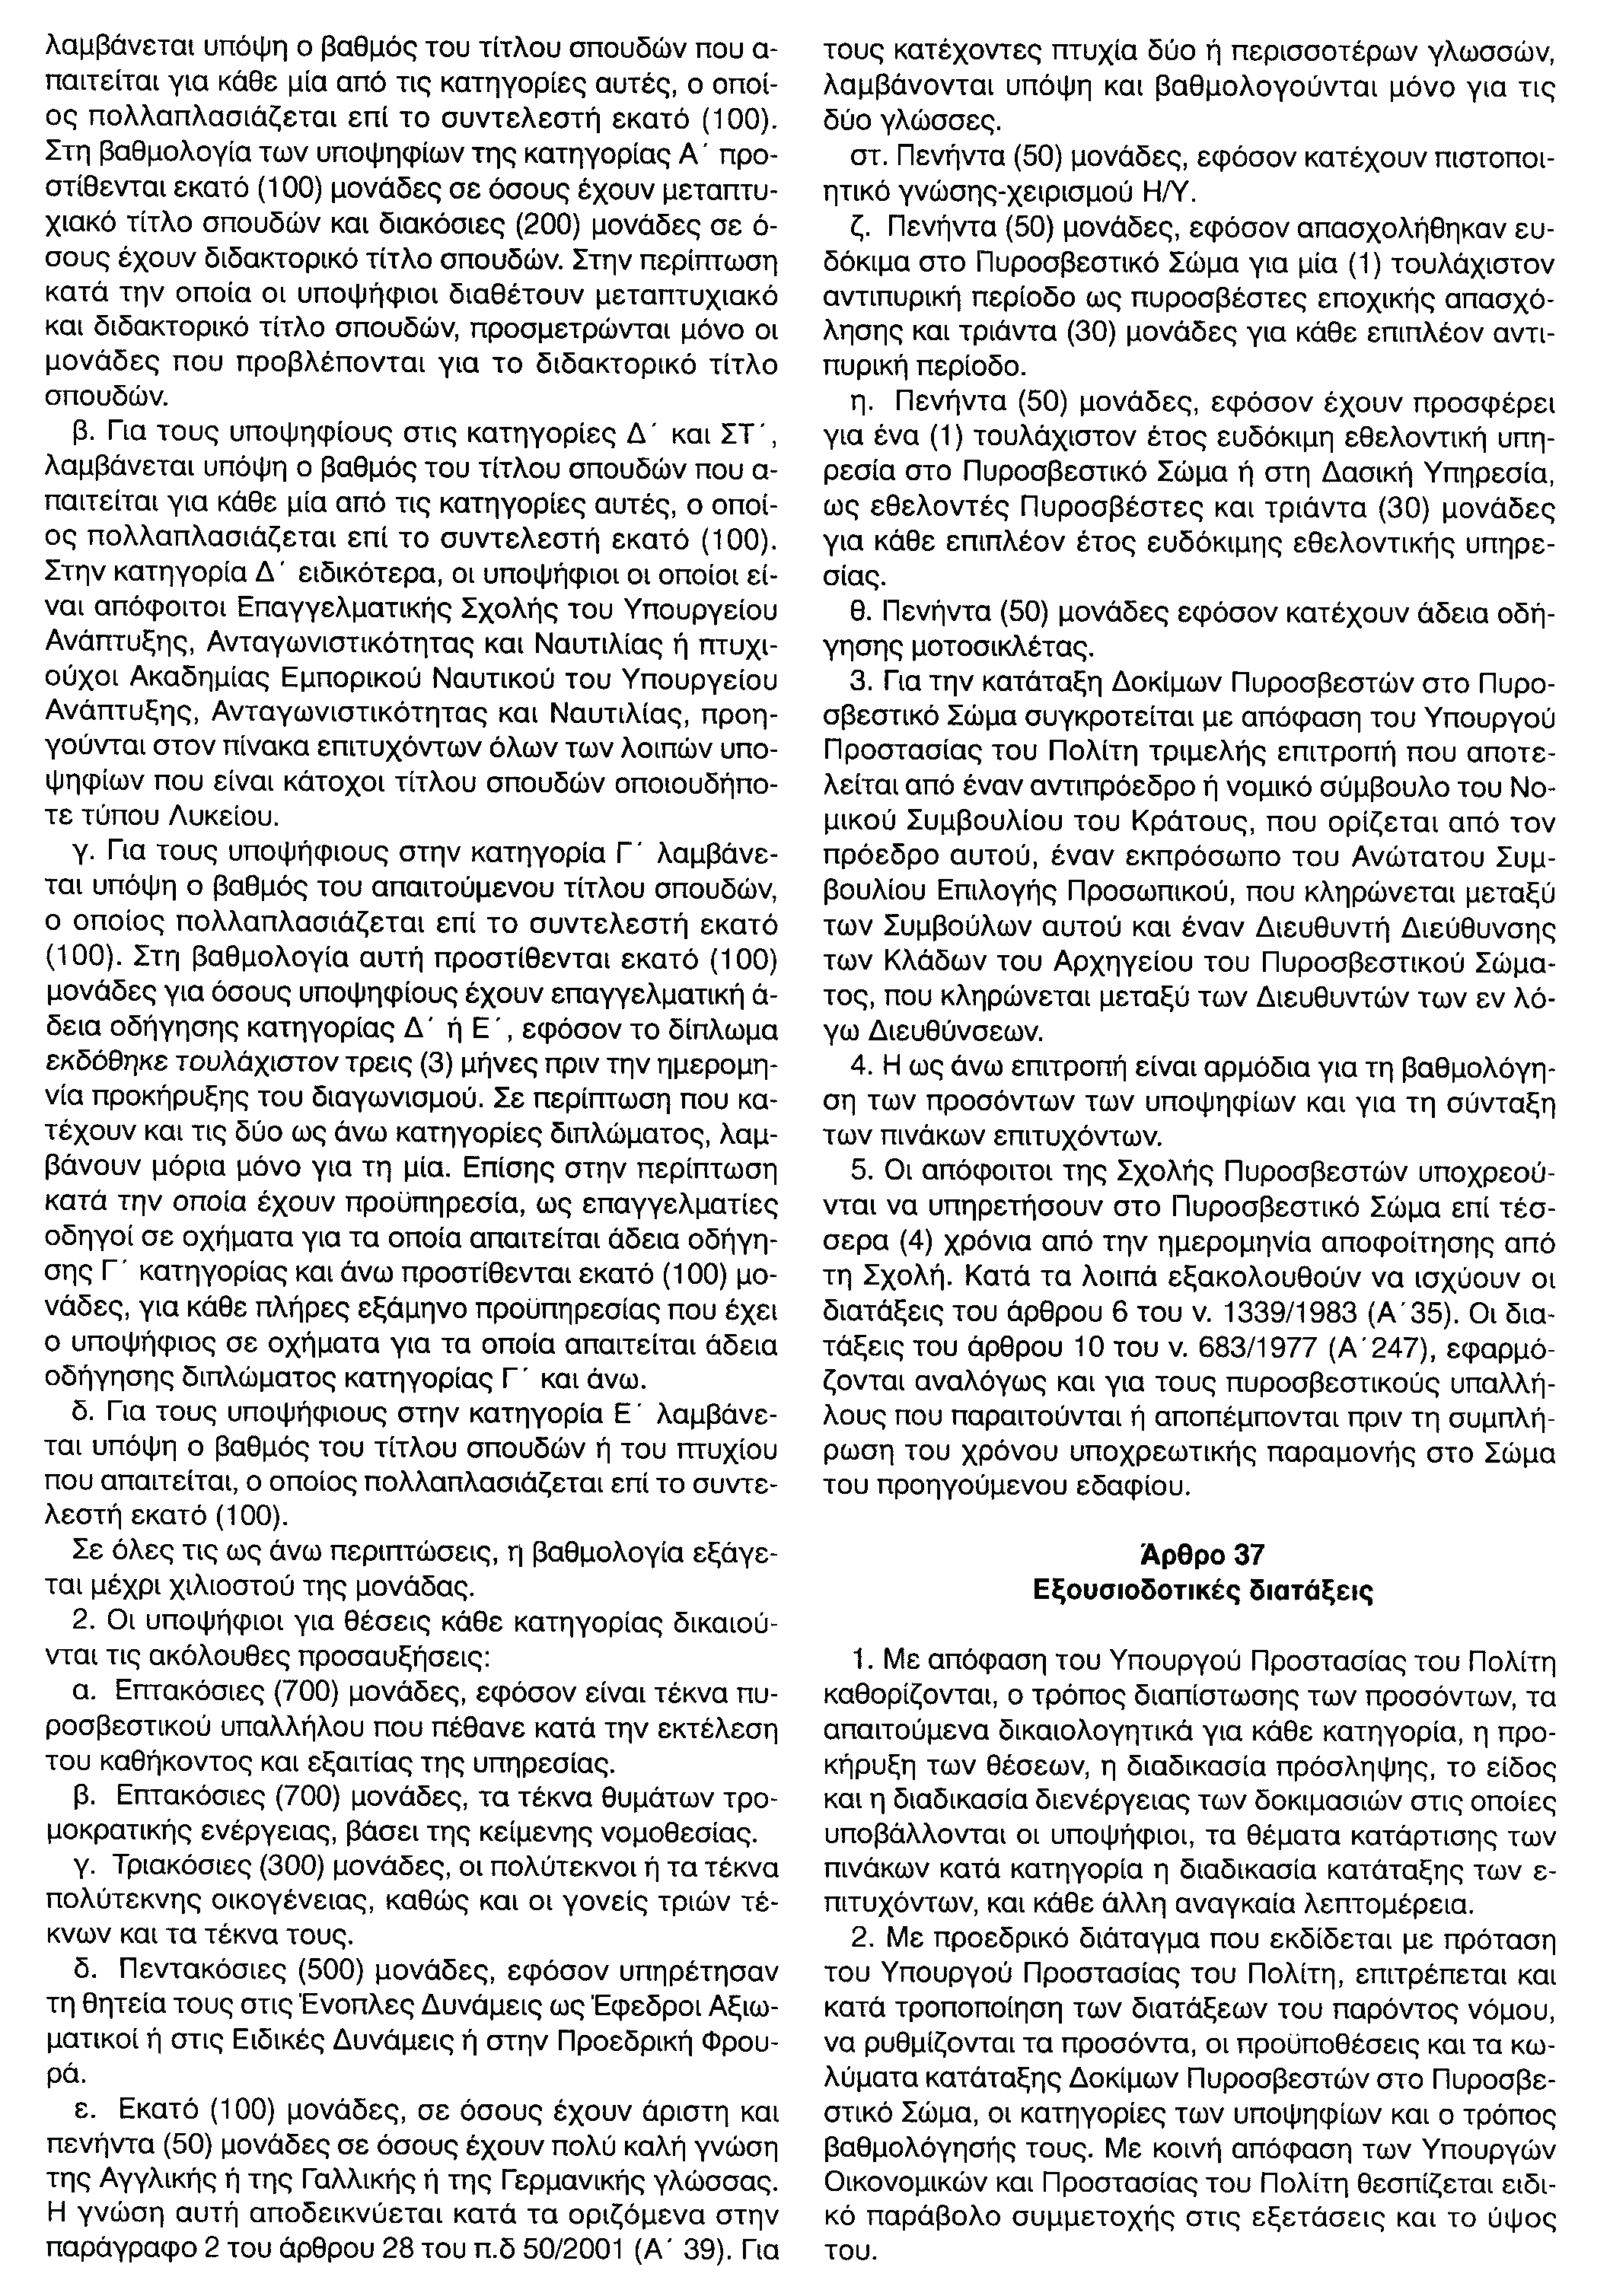 λαμβάνεται υπόψη ο βαθμός του τίτλου σπουδών που α-
παιτείται για κάθε μία από τις κατηγορίες αυτές, ο οποί-
ος πολλαπλασιάζεται επί το συντελεστή εκατό (100).
Στη βαθμολογία των υποψηφίων της κατηγορίας Α΄ προ-
στίθενται εκατό (100) μονάδες σε όσους έχουν μεταπτυ-
χιακό τίτλο σπουδών και διακόσιες (200) μονάδες σε ό-
σους έχουν διδακτορικό τίτλο σπουδών. Στην περίπτωση
κατά την οποία οι υποψήφιοι διαθέτουν μεταπτυχιακό
και διδακτορικό τίτλο σπουδών, προσμετρώνται μόνο οι
μονάδες που προβλέπονται για το διδακτορικό τίτλο
σπουδών.
β. Για τους υποψηφίους στις κατηγορίες Δ΄ και ΣΤ΄,
λαμβάνεται υπόψη ο βαθμός του τίτλου σπουδών που α-
παιτείται για κάθε μία από τις κατηγορίες αυτές, ο οποί-
ος πολλαπλασιάζεται επί το συντελεστή εκατό (100).
Στην κατηγορία Δ΄ ειδικότερα, οι υποψήφιοι οι οποίοι εί-
ναι απόφοιτοι Επαγγελματικής Σχολής του Υπουργείου
Ανάπτυξης, Ανταγωνιστικότητας και Ναυτιλίας ή πτυχι-
ούχοι Ακαδημίας Εμπορικού Ναυτικού του Υπουργείου
Ανάπτυξης, Ανταγωνιστικότητας και Ναυτιλίας, προη-
γούνται στον πίνακα επιτυχόντων όλων των λοιπών υπο-
ψηφίων που είναι κάτοχοι τίτλου σπουδών οποιουδήπο-
τε τύπου Λυκείου.
γ. Για τους υποψήφιους στην κατηγορία Γ΄ λαμβάνε-
ται υπόψη ο βαθμός του απαιτούμενου τίτλου σπουδών,
ο οποίος πολλαπλασιάζεται επί το συντελεστή εκατό
(100). Στη βαθμολογία αυτή προστίθενται εκατό (100)
μονάδες για όσους υποψηφίους έχουν επαγγελματική ά-
δεια οδήγησης κατηγορίας Δ΄ ή Ε΄, εφόσον το δίπλωμα
εκδόθηκε τουλάχιστον τρεις (3) μήνες πριν την ημερομη-
νία προκήρυξης του διαγωνισμού. Σε περίπτωση που κα-
τέχουν και τις δύο ως άνω κατηγορίες διπλώματος, λαμ-
βάνουν μόρια μόνο για τη μία. Επίσης στην περίπτωση
κατά την οποία έχουν προϋπηρεσία, ως επαγγελματίες
οδηγοί σε οχήματα για τα οποία απαιτείται άδεια οδήγη-
σης Γ΄ κατηγορίας και άνω προστίθενται εκατό (100) μο-
νάδες, για κάθε πλήρες εξάμηνο προϋπηρεσίας που έχει
ο υποψήφιος σε οχήματα για τα οποία απαιτείται άδεια
οδήγησης διπλώματος κατηγορίας Γ΄ και άνω.
δ. Για τους υποψήφιους στην κατηγορία Ε΄ λαμβάνε-
ται υπόψη ο βαθμός του τίτλου σπουδών ή του πτυχίου
που απαιτείται, ο οποίος πολλαπλασιάζεται επί το συντε-
λεστή εκατό (100).
Σε όλες τις ως άνω περιπτώσεις, η βαθμολογία εξάγε-
ται μέχρι χιλιοστού της μονάδας.
2. Οι υποψήφιοι για θέσεις κάθε κατηγορίας δικαιού-
νται τις ακόλουθες προσαυξήσεις:
α. Επτακόσιες (700) μονάδες, εφόσον είναι τέκνα πυ-
ροσβεστικού υπαλλήλου που πέθανε κατά την εκτέλεση
του καθήκοντος και εξαιτίας της υπηρεσίας.
β. Επτακόσιες (700) μονάδες, τα τέκνα θυμάτων τρο-
μοκρατικής ενέργειας, βάσει της κείμενης νομοθεσίας.
γ. Τριακόσιες (300) μονάδες, οι πολύτεκνοι ή τα τέκνα
πολύτεκνης οικογένειας, καθώς και οι γονείς τριών τέ-
κνων και τα τέκνα τους.
δ. Πεντακόσιες (500) μονάδες, εφόσον υπηρέτησαν
τη θητεία τους στις Ένοπλες Δυνάμεις ως Έφεδροι Αξιω-
ματικοί ή στις Ειδικές Δυνάμεις ή στην Προεδρική Φρου-
ρά.
ε. Εκατό (100) μονάδες, σε όσους έχουν άριστη και
πενήντα (50) μονάδες σε όσους έχουν πολύ καλή γνώση
της Αγγλικής ή της Γαλλικής ή της Γερμανικής γλώσσας.
Η γνώση αυτή αποδεικνύεται κατά τα οριζόμενα στην
παράγραφο 2 του άρθρου 28 του π.δ 50/2001 (Α΄ 39). Για
τους κατέχοντες πτυχία δύο ή περισσοτέρων γλωσσών,
λαμβάνονται υπόψη και βαθμολογούνται μόνο για τις
δύο γλώσσες.
στ. Πενήντα (50) μονάδες, εφόσον κατέχουν πιστοποι-
ητικό γνώσης-χειρισμού Η/Υ.
ζ. Πενήντα (50) μονάδες, εφόσον απασχολήθηκαν ευ-
δόκιμα στο Πυροσβεστικό Σώμα για μία (1) τουλάχιστον
αντιπυρική περίοδο ως πυροσβέστες εποχικής απασχό-
λησης και τριάντα (30) μονάδες για κάθε επιπλέον αντι-
πυρική περίοδο.
η. Πενήντα (50) μονάδες, εφόσον έχουν προσφέρει
για ένα (1) τουλάχιστον έτος ευδόκιμη εθελοντική υπη-
ρεσία στο Πυροσβεστικό Σώμα ή στη Δασική Υπηρεσία,
ως εθελοντές Πυροσβέστες και τριάντα (30) μονάδες
για κάθε επιπλέον έτος ευδόκιμης εθελοντικής υπηρε-
σίας.
θ. Πενήντα (50) μονάδες εφόσον κατέχουν άδεια οδή-
γησης μοτοσικλέτας.
3. Για την κατάταξη Δοκίμων Πυροσβεστών στο Πυρο-
σβεστικό Σώμα συγκροτείται με απόφαση του Υπουργού
Προστασίας του Πολίτη τριμελής επιτροπή που αποτε-
λείται από έναν αντιπρόεδρο ή νομικό σύμβουλο του Νο-
μικού Συμβουλίου του Κράτους, που ορίζεται από τον
πρόεδρο αυτού, έναν εκπρόσωπο του Ανώτατου Συμ-
βουλίου Επιλογής Προσωπικού, που κληρώνεται μεταξύ
των Συμβούλων αυτού και έναν Διευθυντή Διεύθυνσης
των Κλάδων του Αρχηγείου του Πυροσβεστικού Σώμα-
τος, που κληρώνεται μεταξύ των Διευθυντών των εν λό-
γω Διευθύνσεων.
4. Η ως άνω επιτροπή είναι αρμόδια για τη βαθμολόγη-
ση των προσόντων των υποψηφίων και για τη σύνταξη
των πινάκων επιτυχόντων.
5. Οι απόφοιτοι της Σχολής Πυροσβεστών υποχρεού-
νται να υπηρετήσουν στο Πυροσβεστικό Σώμα επί τέσ-
σερα (4) χρόνια από την ημερομηνία αποφοίτησης από
τη Σχολή. Κατά τα λοιπά εξακολουθούν να ισχύουν οι
διατάξεις του άρθρου 6 του ν. 1339/1983 (Α΄35). Οι δια-
τάξεις του άρθρου 10 του ν. 683/1977 (Α΄247), εφαρμό-
ζονται αναλόγως και για τους πυροσβεστικούς υπαλλή-
λους που παραιτούνται ή αποπέμπονται πριν τη συμπλή-
ρωση του χρόνου υποχρεωτικής παραμονής στο Σώμα
του προηγούμενου εδαφίου.
Άρθρο 37
Εξουσιοδοτικές διατάξεις
1. Με απόφαση του Υπουργού Προστασίας του Πολίτη
καθορίζονται, ο τρόπος διαπίστωσης των προσόντων, τα
απαιτούμενα δικαιολογητικά για κάθε κατηγορία, η προ-
κήρυξη των θέσεων, η διαδικασία πρόσληψης, το είδος
και η διαδικασία διενέργειας των δοκιμασιών στις οποίες
υποβάλλονται οι υποψήφιοι, τα θέματα κατάρτισης των
πινάκων κατά κατηγορία η διαδικασία κατάταξης των ε-
πιτυχόντων, και κάθε άλλη αναγκαία λεπτομέρεια.
2. Με προεδρικό διάταγμα που εκδίδεται με πρόταση
του Υπουργού Προστασίας του Πολίτη, επιτρέπεται και
κατά τροποποίηση των διατάξεων του παρόντος νόμου,
να ρυθμίζονται τα προσόντα, οι προϋποθέσεις και τα κω-
λύματα κατάταξης Δοκίμων Πυροσβεστών στο Πυροσβε-
στικό Σώμα, οι κατηγορίες των υποψηφίων και ο τρόπος
βαθμολόγησής τους. Με κοινή απόφαση των Υπουργών
Οικονομικών και Προστασίας του Πολίτη θεσπίζεται ειδι-
κό παράβολο συμμετοχής στις εξετάσεις και το ύψος
του.